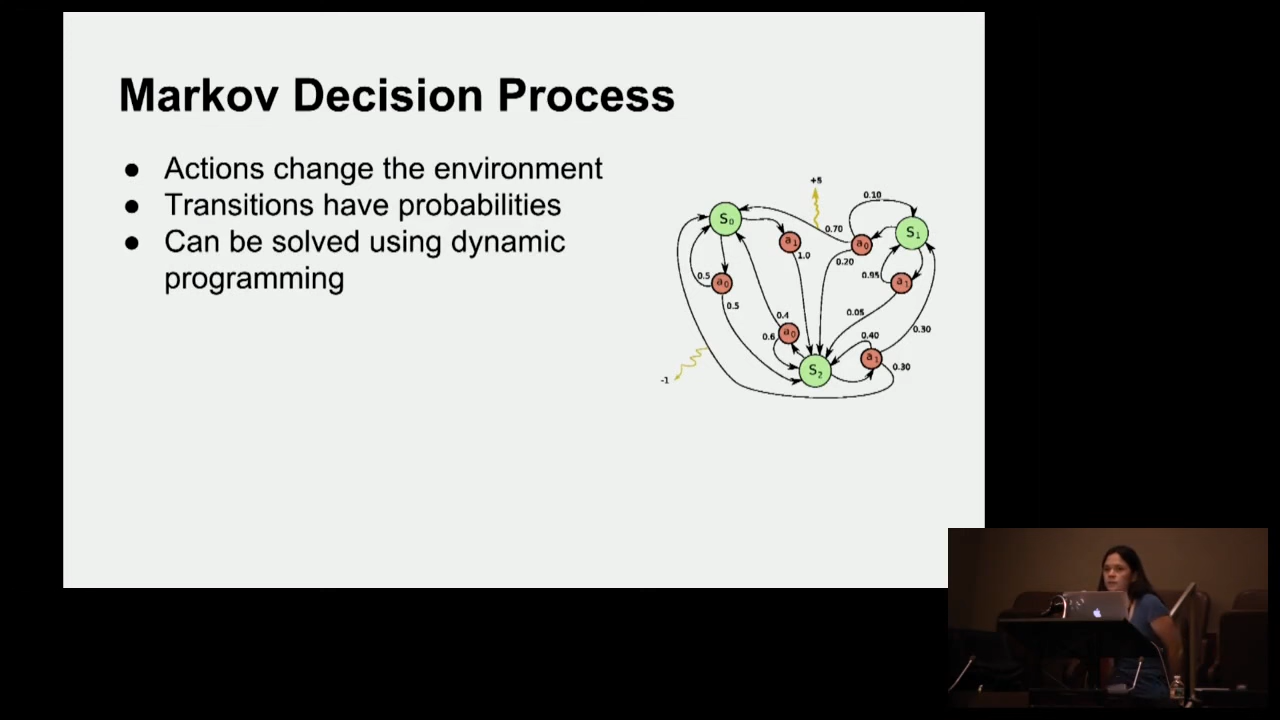 Markov Decision Process
● Actions change the environment
● Transitions have probabilities
● Can be solved using dynamic
programming
+5
0.10
S₀
0.70
S₁
a₁
a₀
1.0
0.20
0.5
a₀
0.95
a₁
0.5
0.05
0.4
0.30
a₀
0.6
0.40
a₁
S₂
0.30
-1